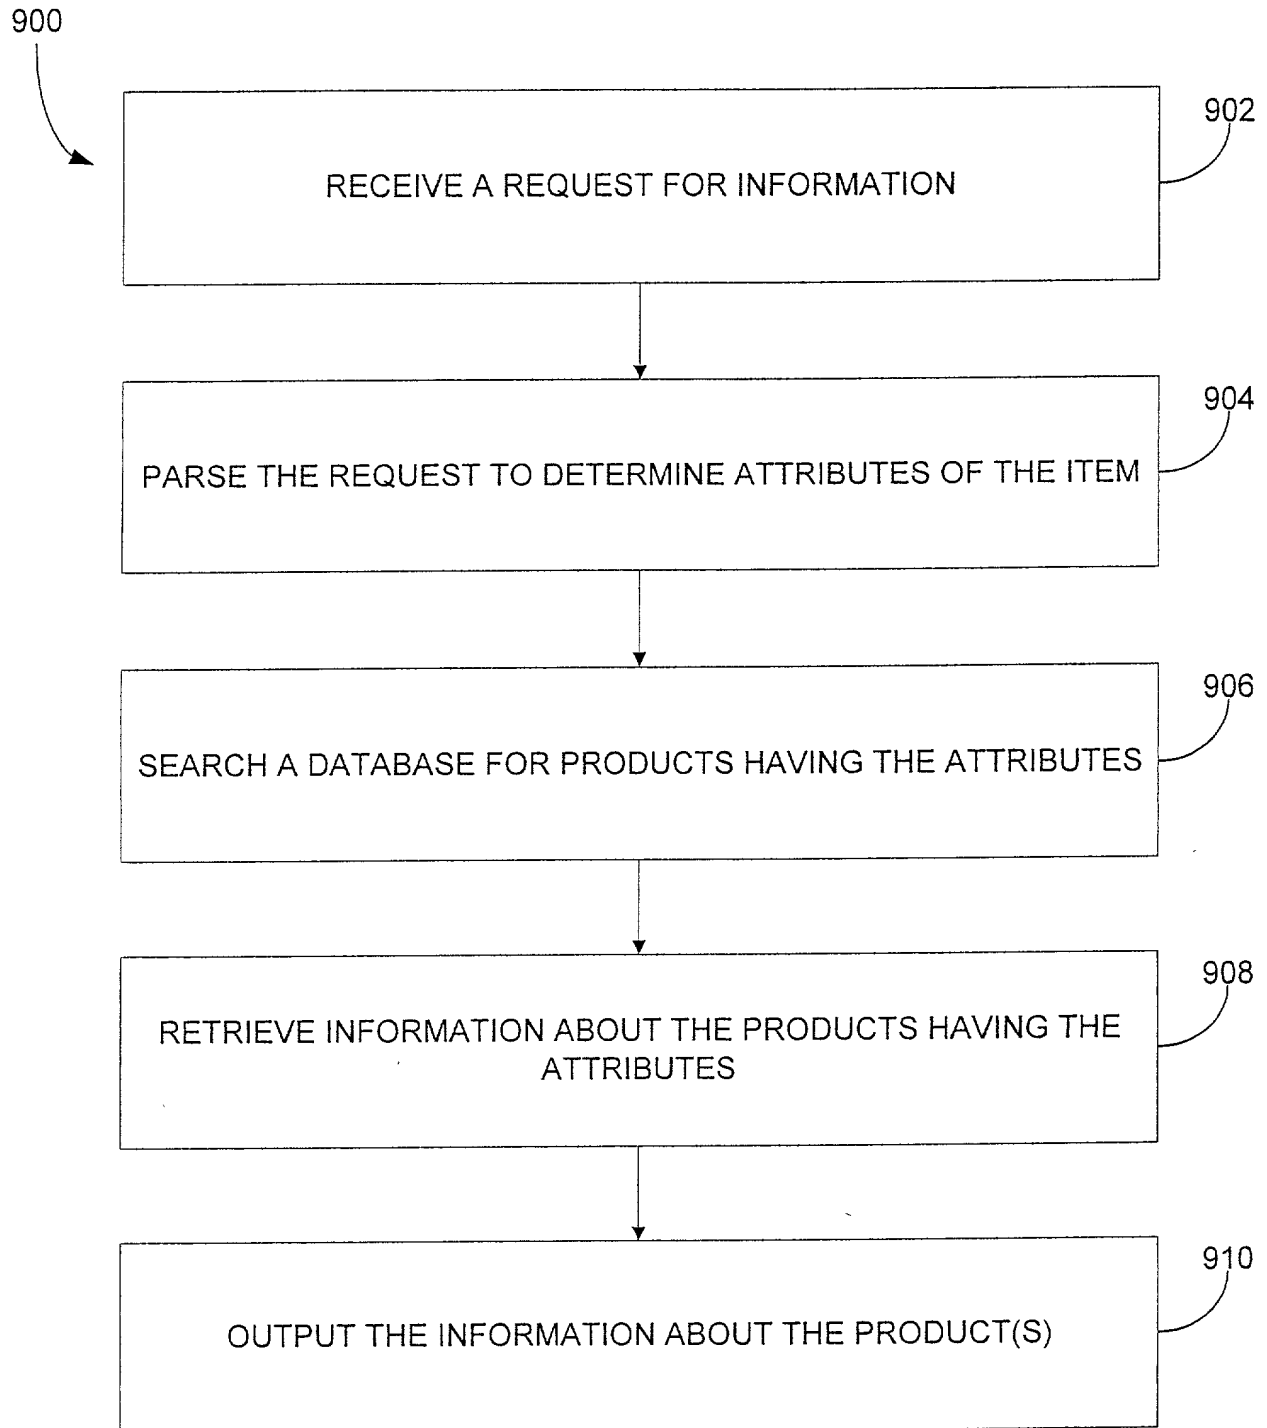 900
902
RECEIVE A REQUEST FOR INFORMATION
904
PARSE THE REQUEST TO DETERMINE ATTRIBUTES OF THE ITEM
906
SEARCH A DATABASE FOR PRODUCTS HAVING THE ATTRIBUTES
908
RETRIEVE INFORMATION ABOUT THE PRODUCTS HAVING THE
ATTRIBUTES
910
OUTPUT THE INFORMATION ABOUT THE PRODUCT(S)